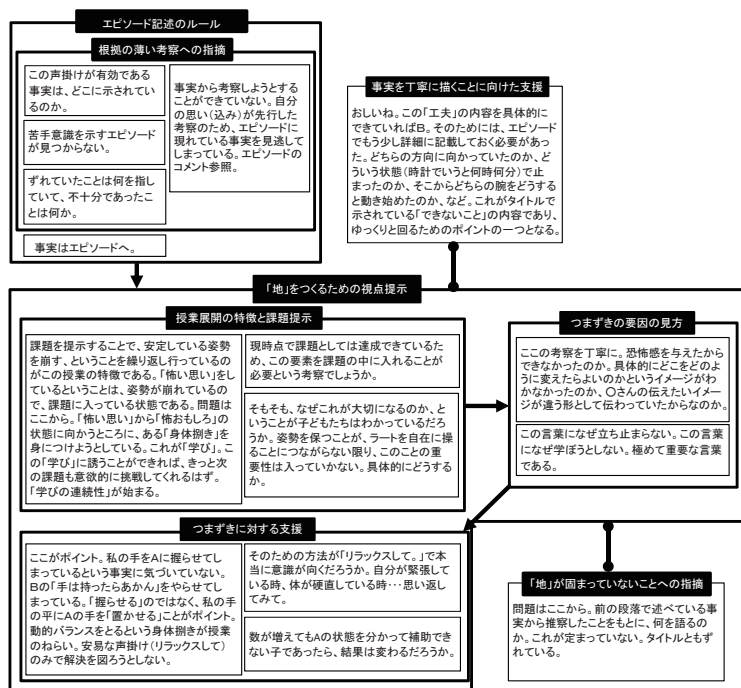 エピソード記述のルール
根拠の薄い考察への指摘
この声掛けが有効である
事実は、どこに示されてい
るのか。
苦手意識を示すエピソード
が見つからない。
ずれていたことは何を指し
ていて、不十分であったこ
とは何か。
事実から考察しようとする
ことができていない。自分
の思い(込み)が先行した
考察のため、エピソードに
現れている事実を見逃して
しまっている。エピソードの
コメント参照。
事実はエピソードへ。
事実を丁寧に描くことに向けた支援
おしいね。この「工夫」の内容を具体的に
できていればB。そのためには、エピソード
でもう少し詳細に記載しておく必要があっ
た。どちらの方向に向かっていたのか、ど
ういう状態(時計でいうと何時何分)で止
まったのか、そこからどちらの腕をどうする
と動き始めたのか、など。これがタイトルで
示されている「できないこと」の内容であり、
ゆっくりと回るためのポイントの一つとなる。
「地」をつくるための視点提示
授業展開の特徴と課題提示
課題を提示することで、安定している姿勢
を崩す、ということを繰り返し行っているの
がこの授業の特徴である。「怖い思い」を
しているということは、姿勢が崩れているの
で、課題に入っている状態である。問題は
ここから。「怖い思い」から「怖おもしろ」の
の状態に向かうところに、ある「身体捌き」を
身につけようとしている。これが「学び」。こ
の「学び」に誘うことができれば、きっと次
の課題も意欲的に挑戦してくれるはず。
「学びの連続性」が始まる。
現時点で課題としては達成できているた
め、この要素を課題の中に入れることが
必要という考察でしょうか。
そもそも、なぜこれが大切になるのか、と
いうことが子どもたちはわかっているだ
ろうか。姿勢を保つことが、ラートを自在に操
ることにつながらない限り、このことの重
要性は入っていかない。具体的にどうする
か。
つまずきの要因の見方
ここの考察を丁寧に。恐怖感を与えたから
できなかったのか。具体的にどこをどのよ
うに変えたらよいのかというイメージがわ
かなかったのか、〇さんの伝えたいイメー
ジが違う形として伝わっていたからなのか。
この言葉になぜ立ち止まらない。この言葉
になぜ学ぼうとしない。極めて重要な言葉
である。
つまずきに対する支援
ここがポイント。私の手をAに握らせてし
まっているという事実に気づいていない。
Bの「手は持ったらあかん」をやらせてし
まっている。「握らせる」のではなく、私の手
の平にAの手を「置かせる」ことがポイント。
動的バランスをとるという身体捌きが授業
のねらい。安易な声掛け(リラックスして)
のみで解決を図ろうとしない。
そのための方法が「リラックスして。」で本
当に意識が向くだろうか。自分が緊張して
いる時、体が硬直している時・・・思い返し
てみて。
数が増えてもAの状態を分かって補助でき
ない子であったら、結果は変わるだろうか。
「地」が固まっていないことへの指摘
問題はここから。前の段落で述べている事
実から推察したことをもとに、何を語るの
か。これが定まっていない。タイトルともず
れている。